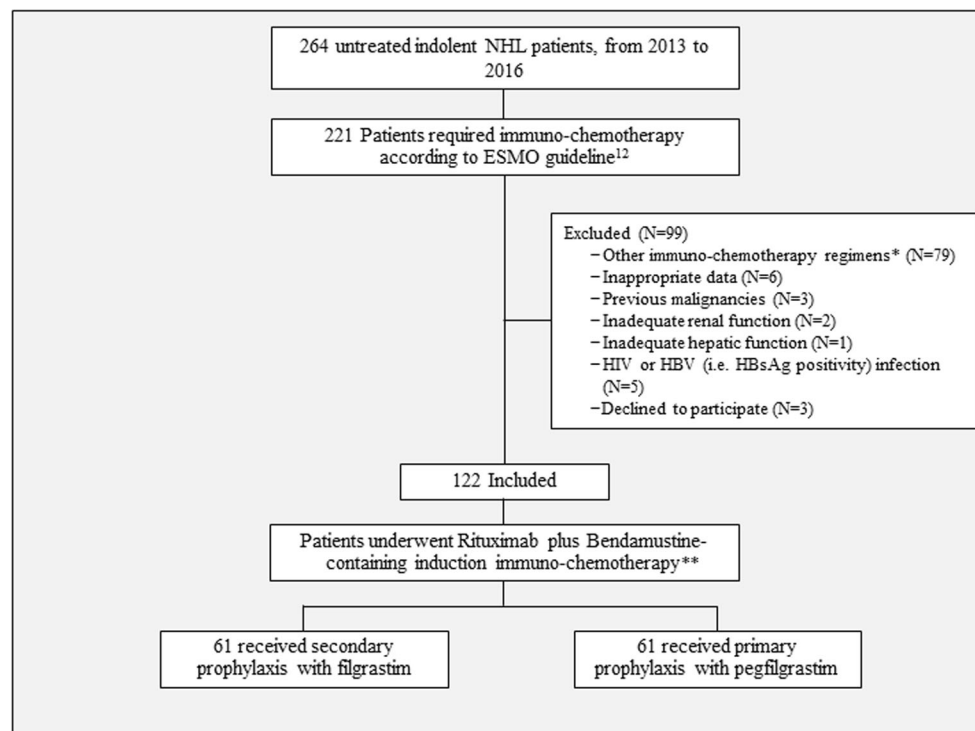 264 untreated indolent NHL patients, from 2013 to
2016
221 Patients required immuno-chemotherapy
according to ESMO guideline¹²
Excluded (N=99)
–Other immuno-chemotherapy regimens* (N=79)
–Inappropriate data (N=6)
–Previous malignancies (N=3)
–Inadequate renal function (N=2)
–Inadequate hepatic function (N=1)
–HIV or HBV (i.e. HBsAg positivity) infection
(N=5)
–Declined to participate (N=3)
122 Included
Patients underwent Rituximab plus Bendamustine-
containing induction immuno-chemotherapy**
61 received secondary
prophylaxis with filgrastim
61 received primary
prophylaxis with pegfilgrastim